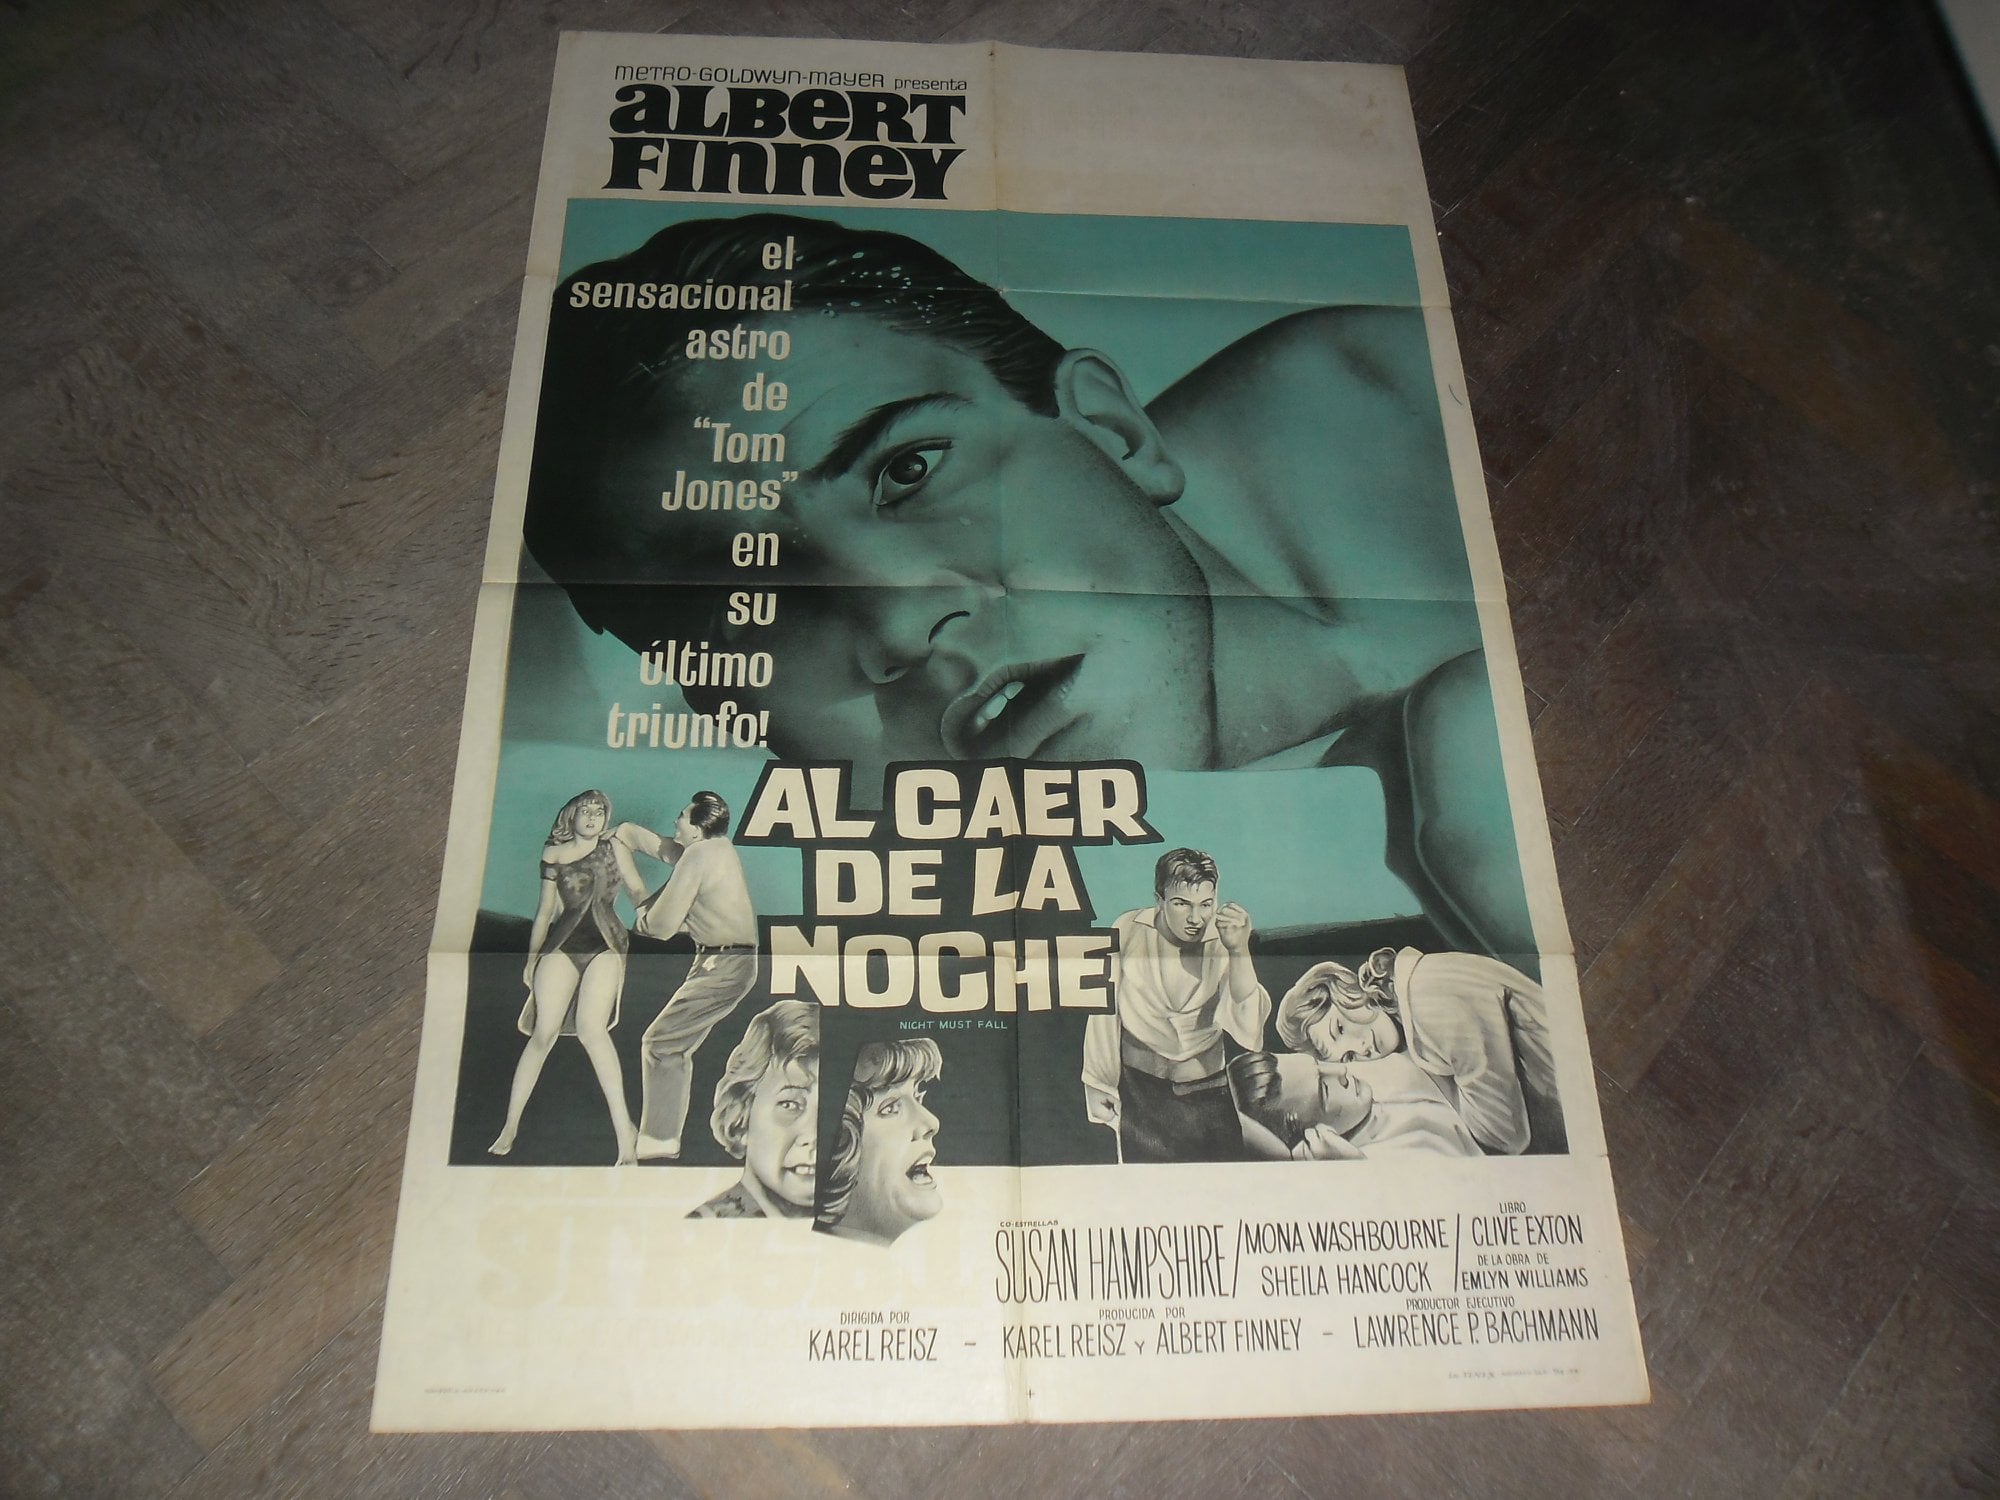 METRO-GOLDWYN-MAYER presenta
ALBERT
FINNEY
el
sensacional
astro
de
"Tom
Jones"
en
su
último
triunfo!
AL CAER
DE LA
NOCHE
NIGHT MUST FALL
CO-ESTRELLAS
SUSAN HAMPSHIRE / MONA WASHBOURNE /
SHEILA HANCOCK
LIBRO
CLIVE EXTON
DE LA OBRA DE
EMLYN WILLIAMS
DIRIGIDA POR
KAREL REISZ -
PRODUCIDA POR
KAREL REISZ Y ALBERT FINNEY -
PRODUCTOR EJECUTIVO
LAWRENCE P. BACHMANN